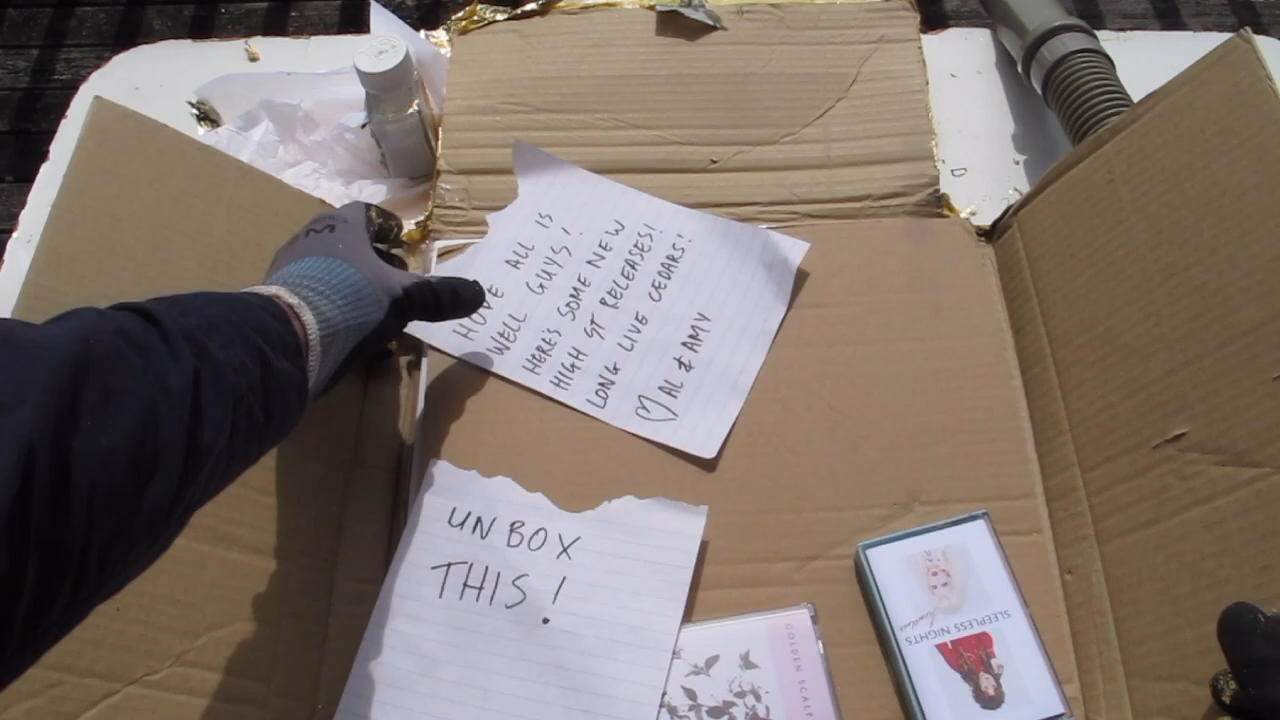 HOPE ALL IS
WELL GUYS!
HERE'S SOME NEW
HIGH ST RELEASES!
LONG LIVE CEDARS!
♡ AL & AMY
UNBOX
THIS!
GOLDEN SCALP
SLEEPLESS NIGHTS